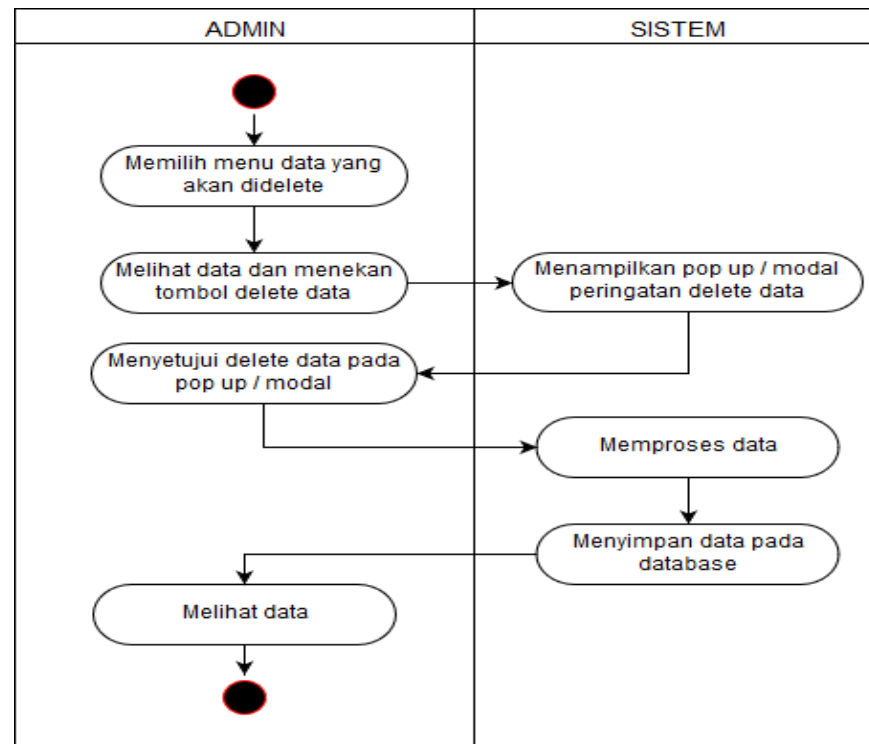 ADMIN
SISTEM
Memilih menu data yang
akan didelete
Melihat data dan menekan
tombol delete data
Menampilkan pop up / modal
peringatan delete data
Menyetujui delete data pada
pop up / modal
Memproses data
Menyimpan data pada
database
Melihat data